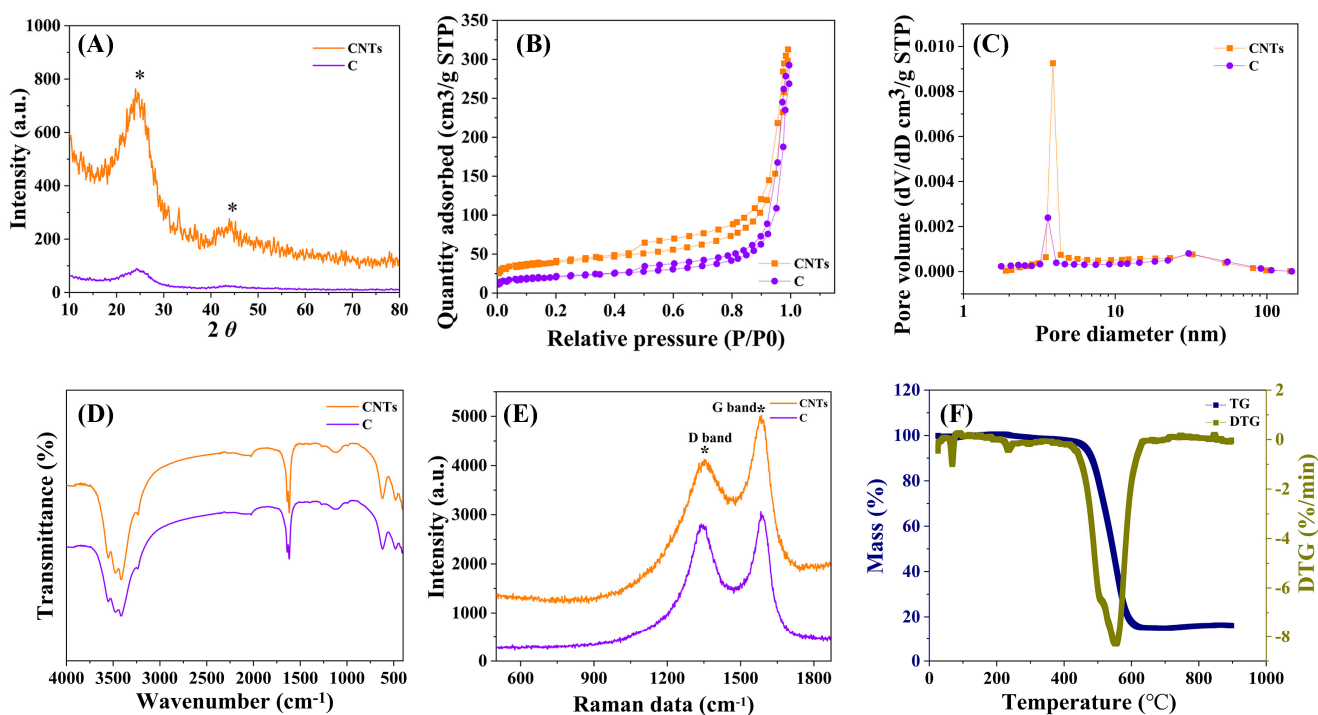 (A)
CNTs
C
*
*
1000
800
600
400
200
0
10 20 30 40 50 60 70 80
Intensity (a.u.)
2 θ
(B)
CNTs
C
350
300
250
200
150
100
50
0
0.0 0.2 0.4 0.6 0.8 1.0
Quantity adsorbed (cm3/g STP)
Relative pressure (P/P0)
(C)
CNTs
C
0.010
0.008
0.006
0.004
0.002
0.000
1 10 100
Pore volume (dV/dD cm³/g STP)
Pore diameter (nm)
(D)
CNTs
C
4000 3500 3000 2500 2000 1500 1000 500
Transmittance (%)
Wavenumber (cm⁻¹)
(E)
CNTs
C
G band *
D band
*
5000
4000
3000
2000
1000
0
600 900 1200 1500 1800
Intensity (a.u.)
Raman data (cm⁻¹)
(F)
TG
DTG
120
100
80
60
40
20
0
2
0
-2
-4
-6
-8
0 200 400 600 800 1000
Mass (%)
DTG (%/min)
Temperature (℃)